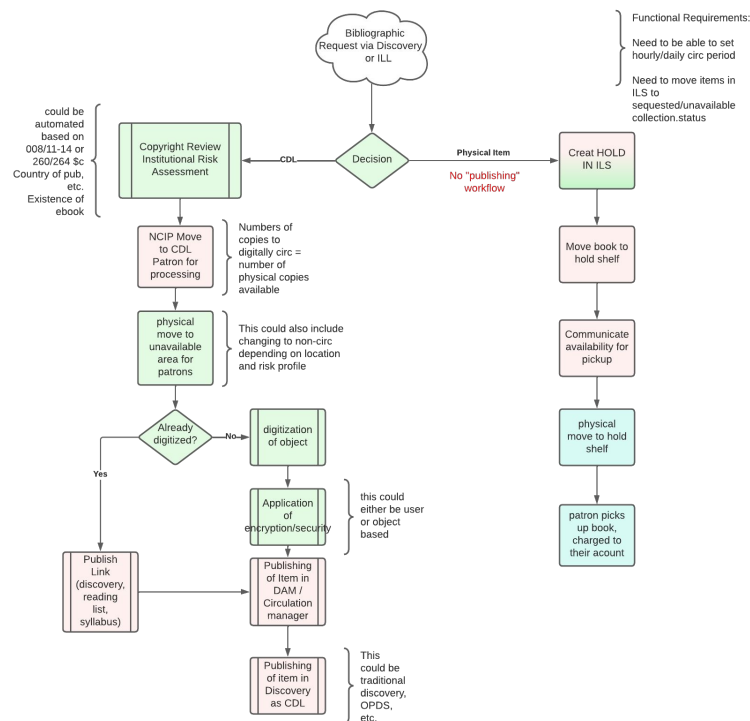 Bibliographic
Request via Discovery
or ILL
Functional Requirements:
Need to be able to set
hourly/daily circ period
Need to move items in
ILS to
sequested/unavailable
collection.status
could be
automated
based on
008/11-14 or
260/264 $c
Country of pub,
etc.
Existence of
ebook
Copyright Review
Institutional Risk
Assessment
CDL
Decision
Physical Item
No "publishing"
workflow
Creat HOLD
IN ILS
NCIP Move
to CDL
Patron for
processing
Numbers of
copies to
digitally circ =
number of
physical copies
available
Move book to
hold shelf
physical
move to
unavailable
area for
patrons
This could also include
changing to non-circ
depending on location
and risk profile
Communicate
availability for
pickup
Already
digitized?
No
digitization
of object
physical
move to hold
shelf
Yes
Application
of
encryption/security
this could
either be user
or object
based
patron picks
up book,
charged to
their acount
Publish
Link
(discovery,
reading
list,
syllabus)
Publishing
of Item in
DAM /
Circulation
manager
Publishing
of item in
Discovery
as CDL
This
could be
traditional
discovery,
OPDS,
etc.